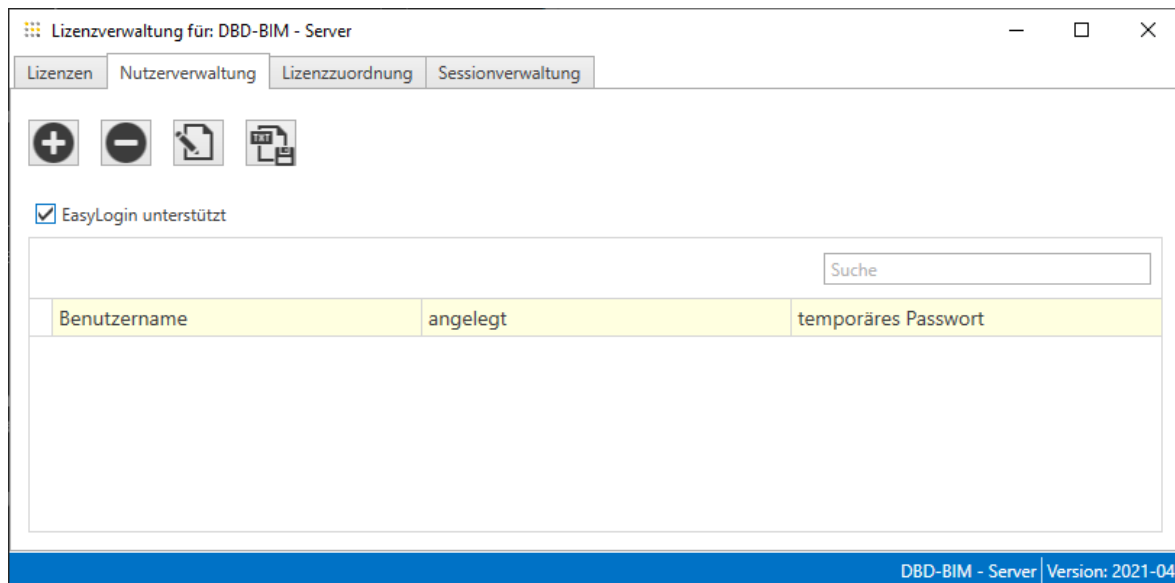 Lizenzverwaltung für: DBD-BIM - Server
Lizenzen Nutzerverwaltung Lizenzzuordnung Sessionverwaltung
TXT
EasyLogin unterstützt
Suche
Benutzername angelegt temporäres Passwort
DBD-BIM - Server Version: 2021-04